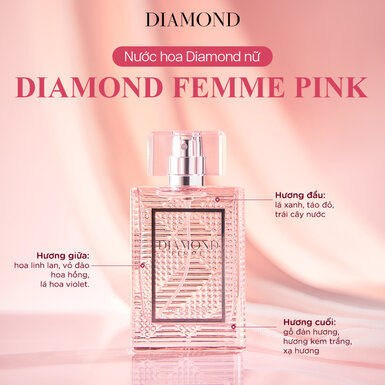 DIAMOND
Nước hoa Diamond nữ
DIAMOND FEMME PINK
Hương đầu:
lá xanh, táo đỏ,
trái cây nước
DIAMOND
FEMME
Hương giữa:
hoa linh lan, vỏ đào
hoa hồng,
lá hoa violet.
Hương cuối:
gỗ đàn hương,
hương kem trắng,
xạ hương